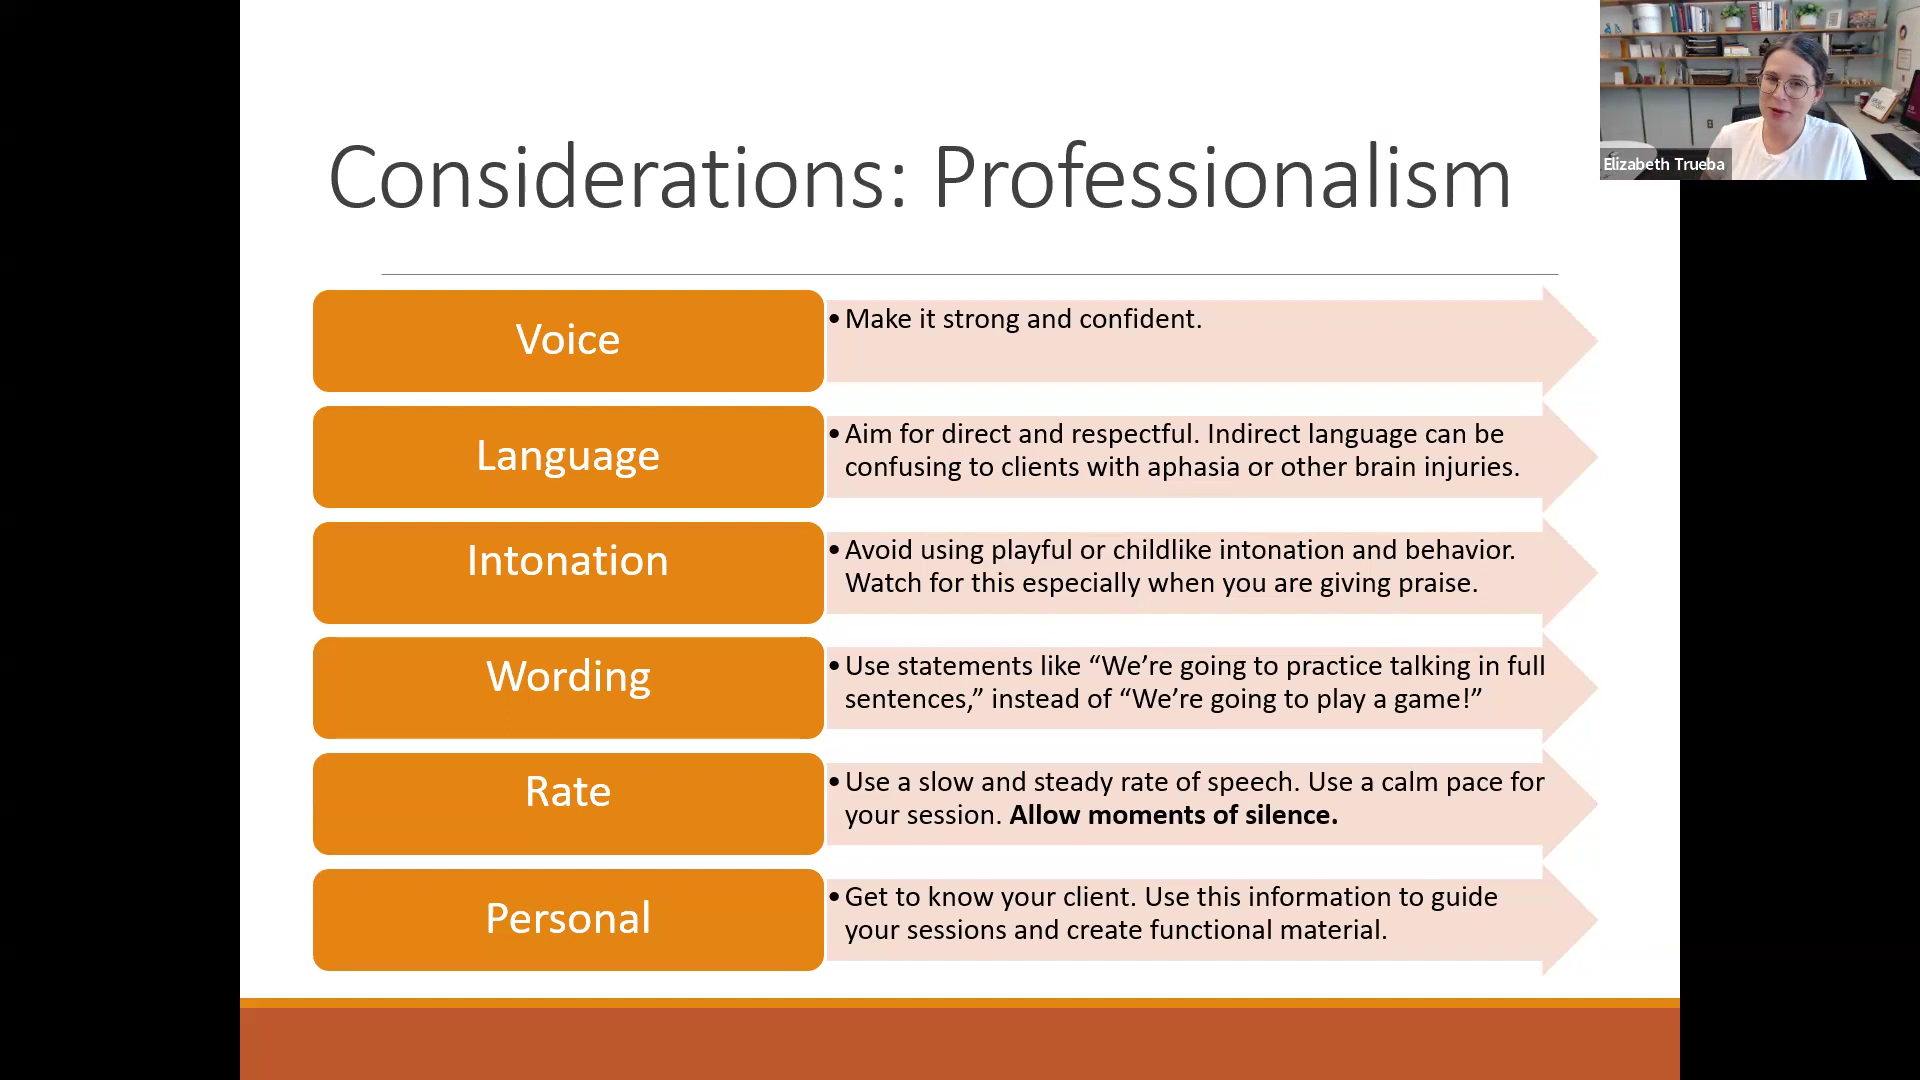 Considerations: Professionalism
Elizabeth Trueba
Voice
• Make it strong and confident.
Language
• Aim for direct and respectful. Indirect language can be
confusing to clients with aphasia or other brain injuries.
Intonation
• Avoid using playful or childlike intonation and behavior.
Watch for this especially when you are giving praise.
Wording
• Use statements like “We’re going to practice talking in full
sentences,” instead of “We’re going to play a game!”
Rate
• Use a slow and steady rate of speech. Use a calm pace for
your session. Allow moments of silence.
Personal
• Get to know your client. Use this information to guide
your sessions and create functional material.